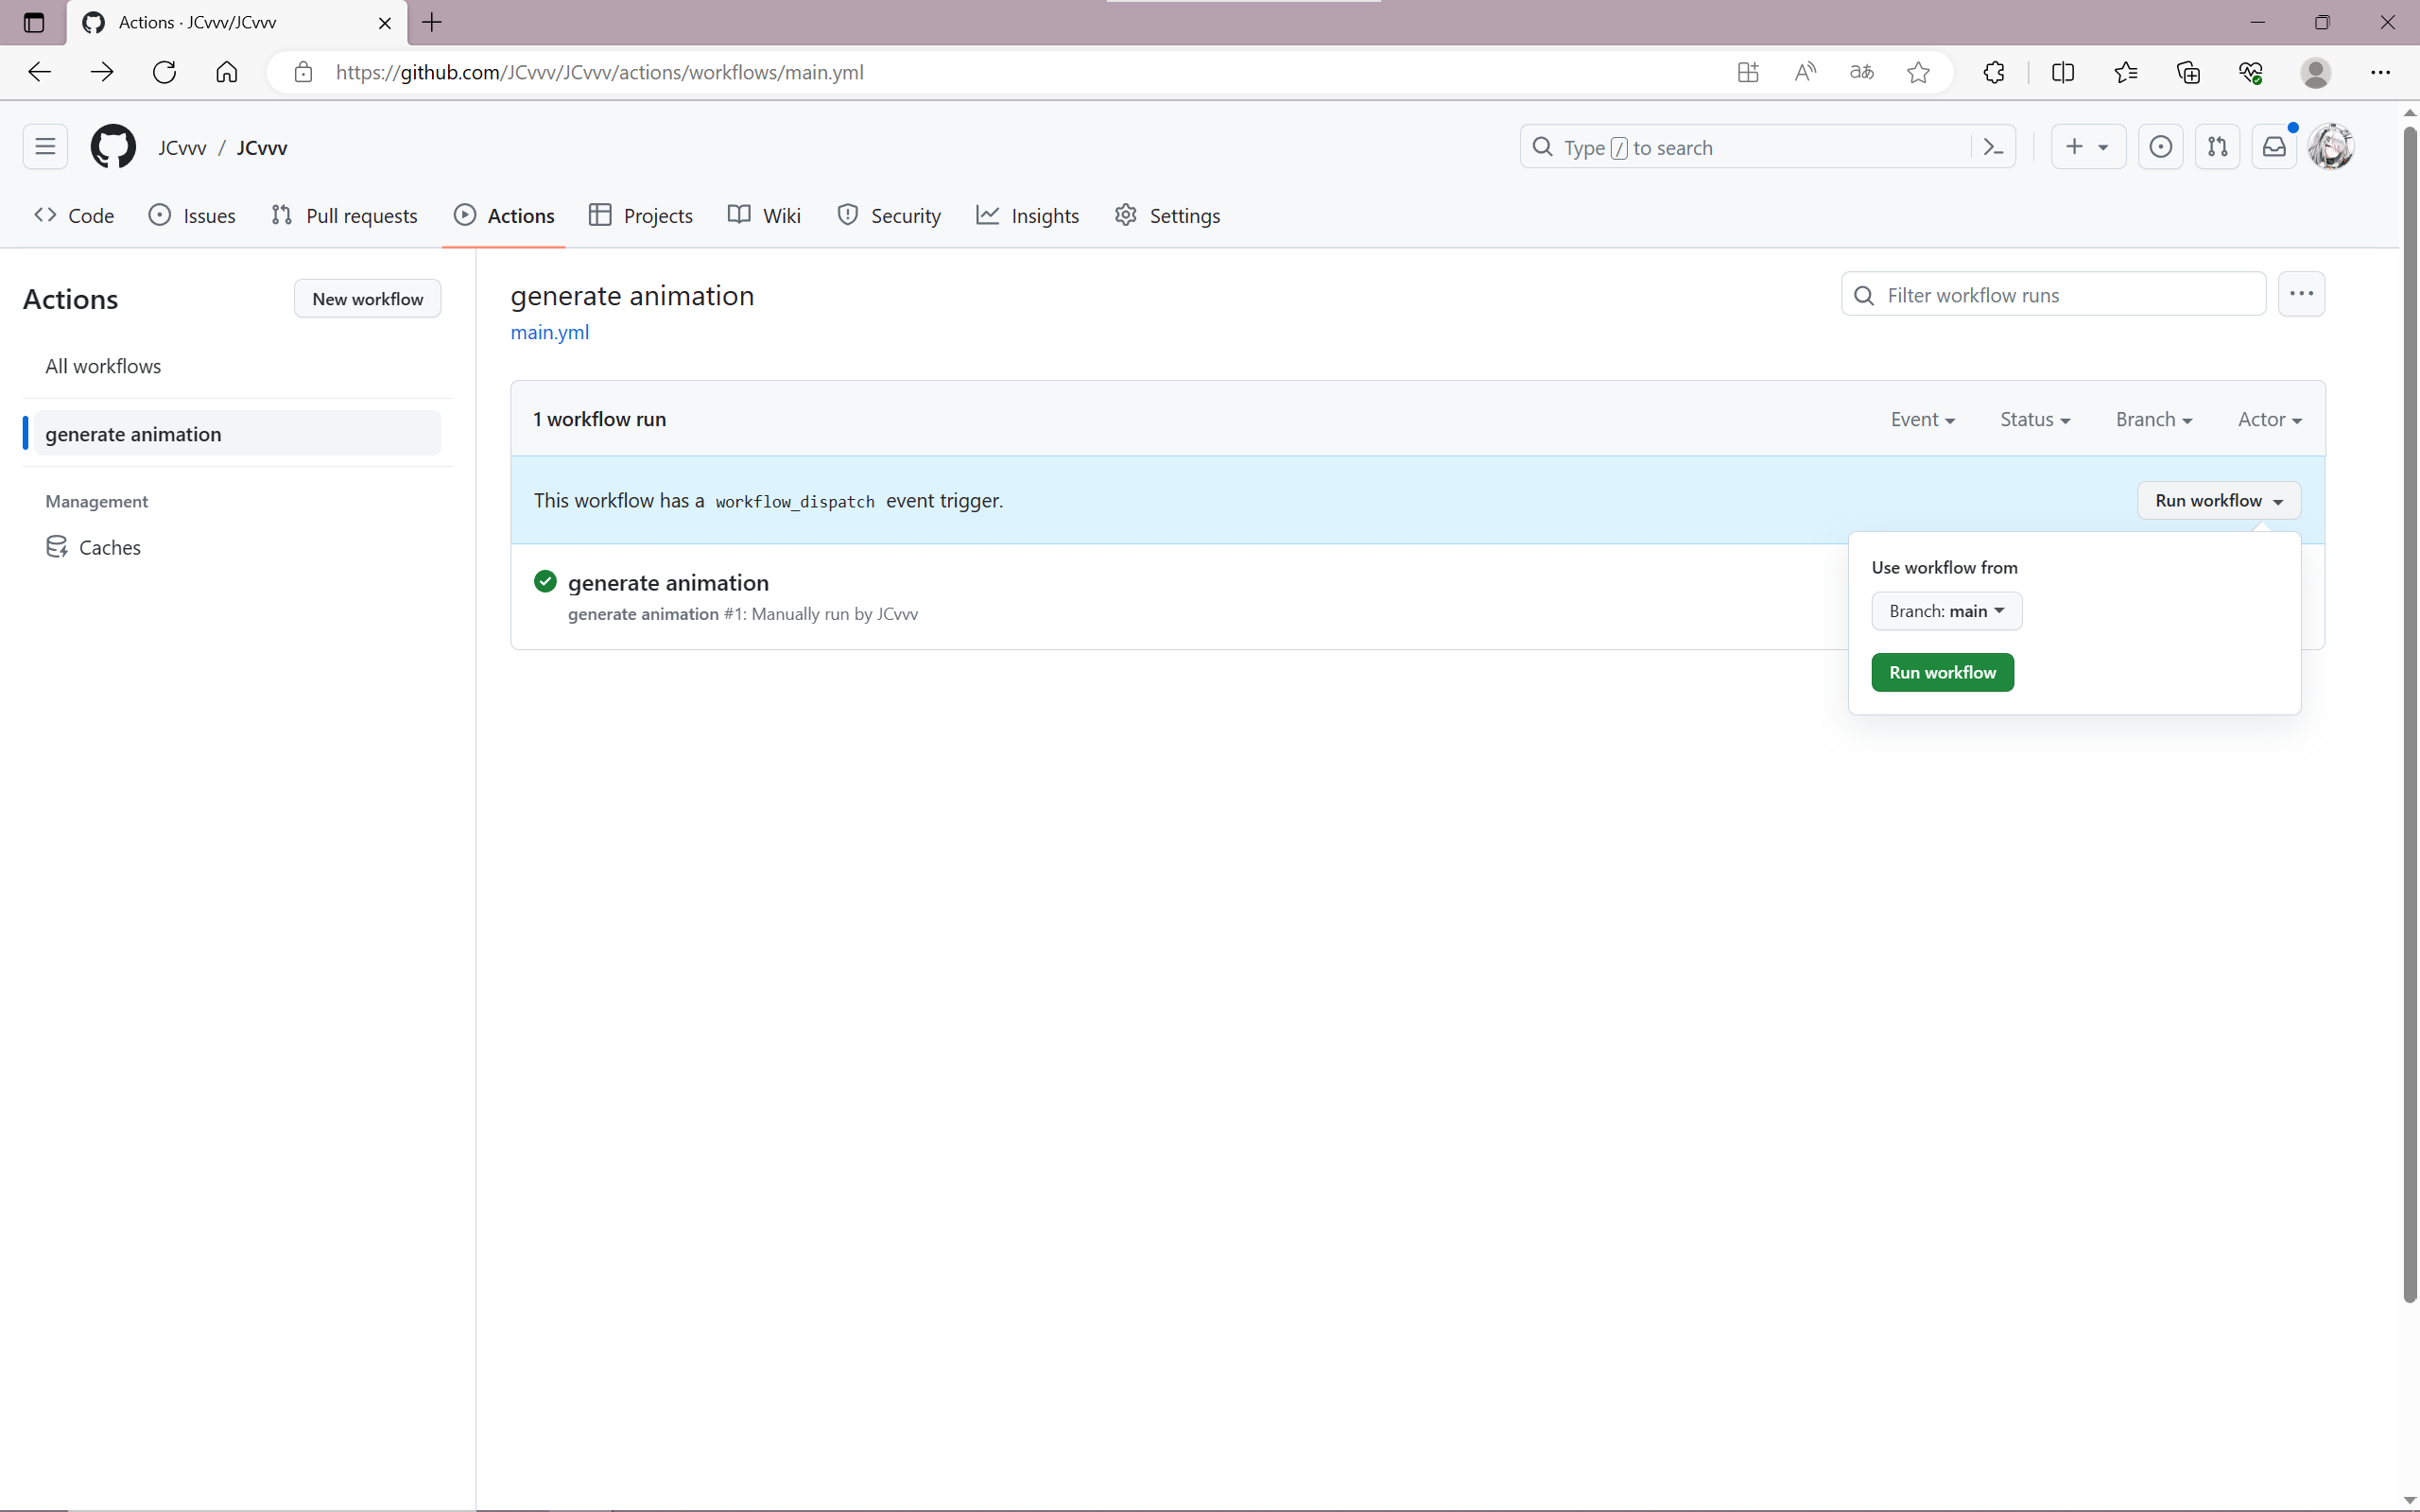 Actions · JCvvv/JCvvv
https://github.com/JCvvv/JCvvv/actions/workflows/main.yml
JCvvv / JCvvv
Type / to search
Code Issues Pull requests Actions Projects Wiki Security Insights Settings
Actions
New workflow
All workflows
generate animation
Management
Caches
generate animation
main.yml
Filter workflow runs
1 workflow run
Event Status Branch Actor
This workflow has a workflow_dispatch event trigger.
Run workflow
generate animation
generate animation #1: Manually run by JCvvv
Use workflow from
Branch: main
Run workflow